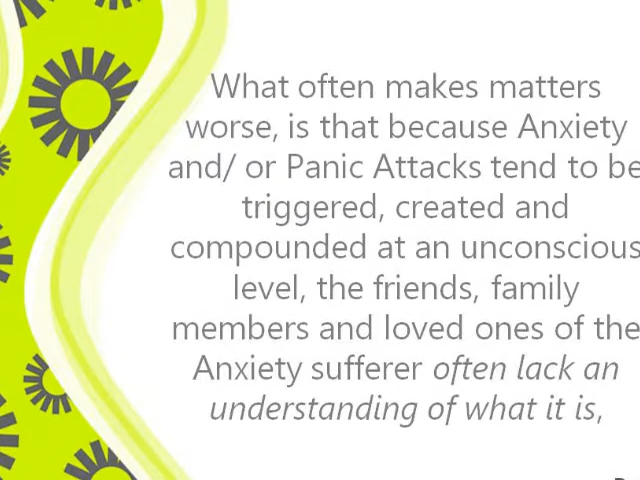 What often makes matters
worse, is that because Anxiety
and/ or Panic Attacks tend to be
triggered, created and
compounded at an unconscious
level, the friends, family
members and loved ones of the
Anxiety sufferer often lack an
understanding of what it is,